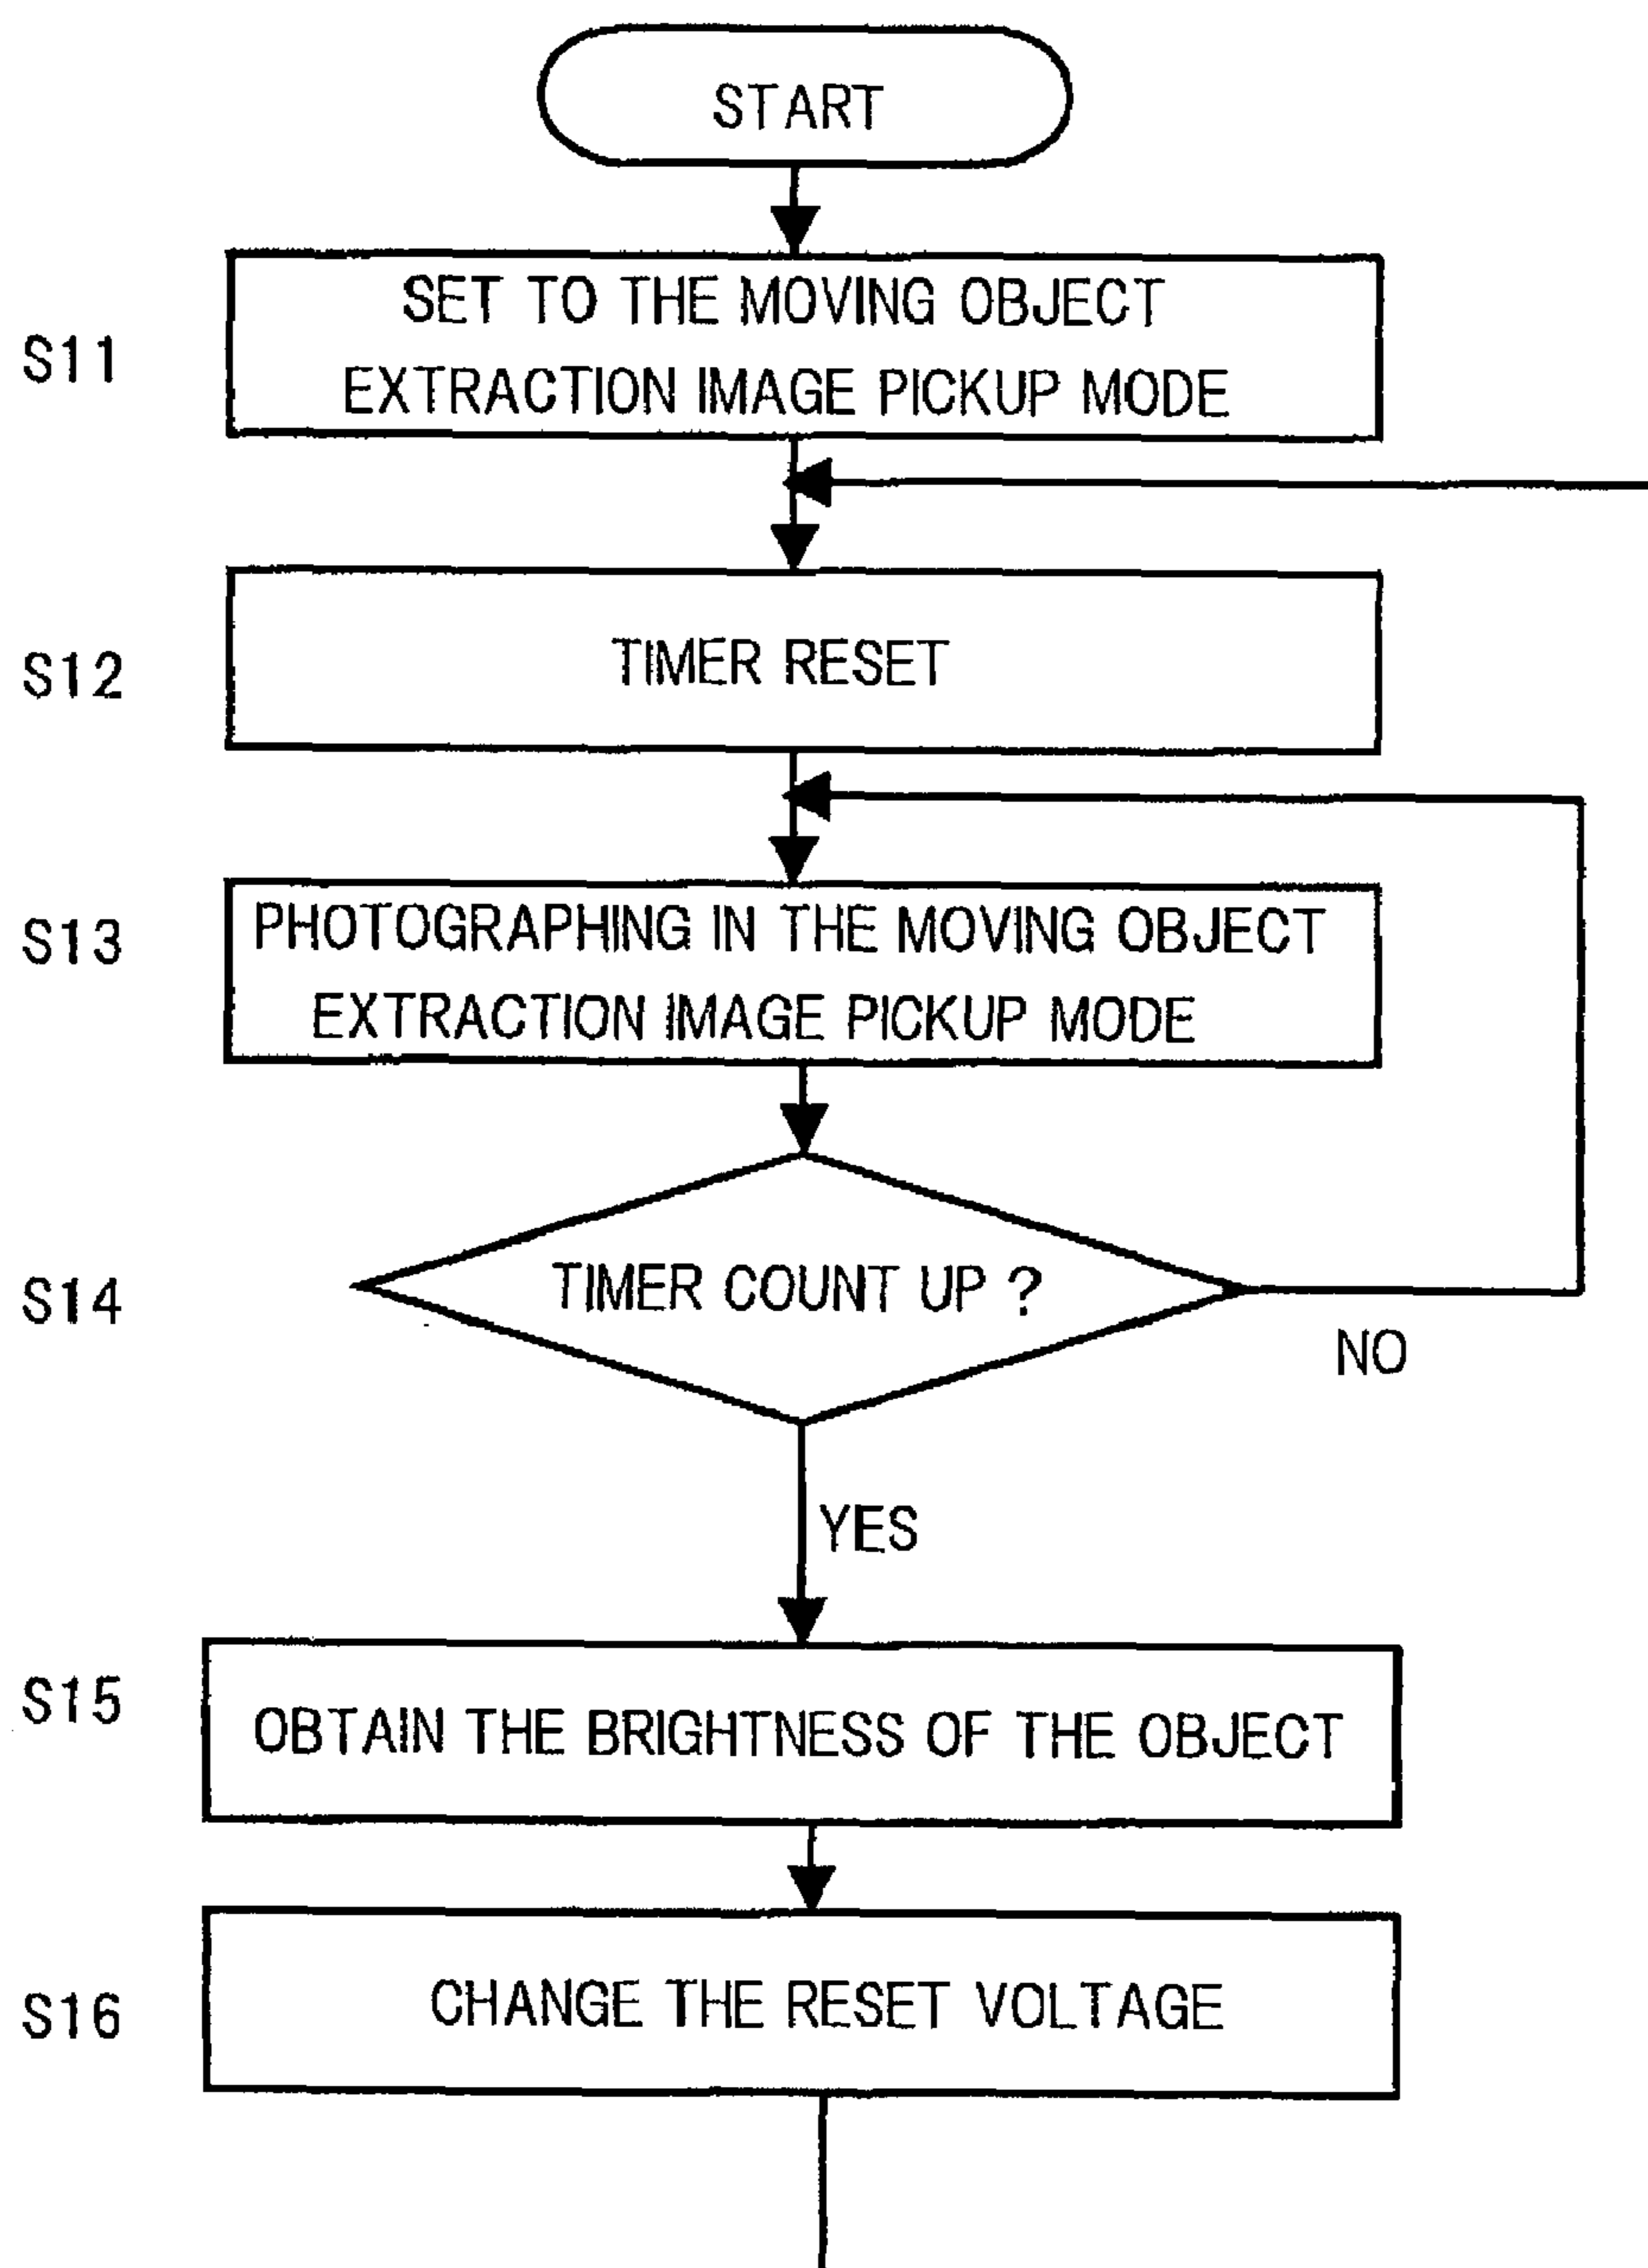 START
S11
SET TO THE MOVING OBJECT
EXTRACTION IMAGE PICKUP MODE
S12
TIMER RESET
S13
PHOTOGRAPHING IN THE MOVING OBJECT
EXTRACTION IMAGE PICKUP MODE
S14
TIMER COUNT UP ?
NO
YES
S15
OBTAIN THE BRIGHTNESS OF THE OBJECT
S16
CHANGE THE RESET VOLTAGE